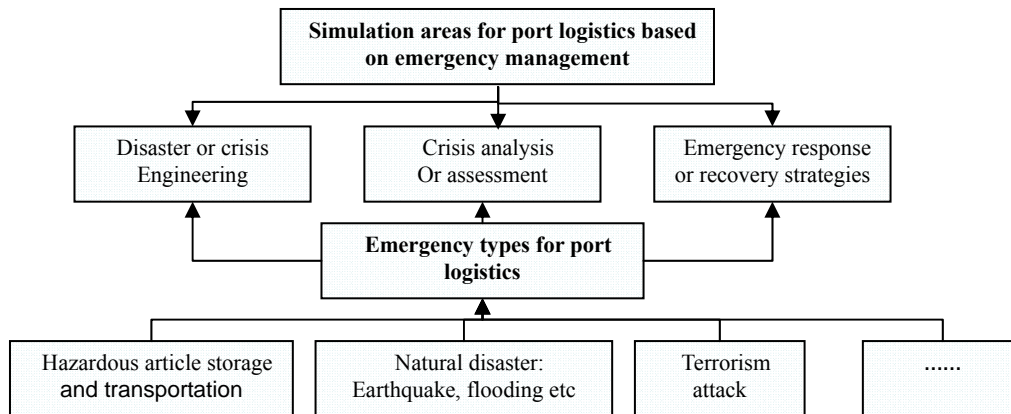 Simulation areas for port logistics based
on emergency management
Disaster or crisis
Engineering
Crisis analysis
Or assessment
Emergency response
or recovery strategies
Emergency types for port
logistics
Hazardous article storage
and transportation
Natural disaster:
Earthquake, flooding etc
Terrorism
attack
......